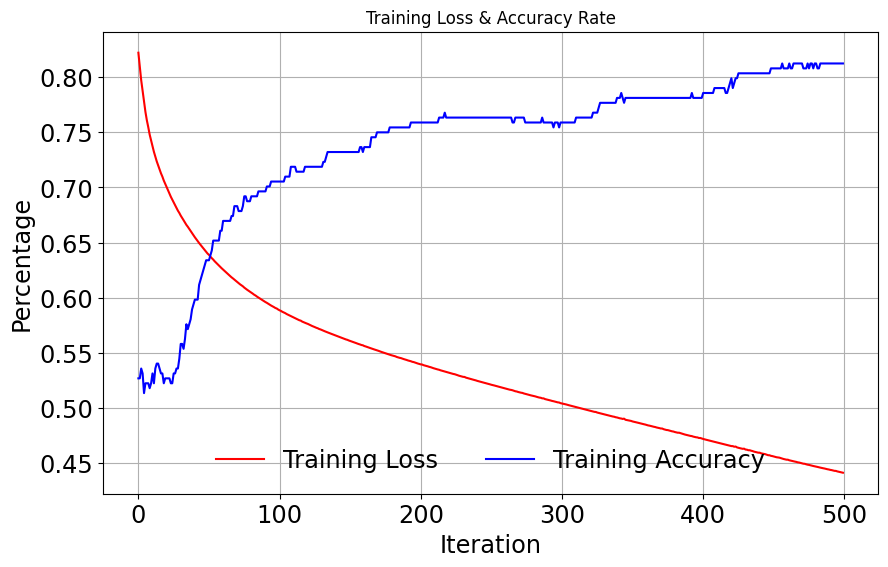 Training Loss & Accuracy Rate
0.80
0.75
0.70
0.65
0.60
0.55
0.50
0.45
Percentage
Training Loss
Training Accuracy
0 100 200 300 400 500
Iteration